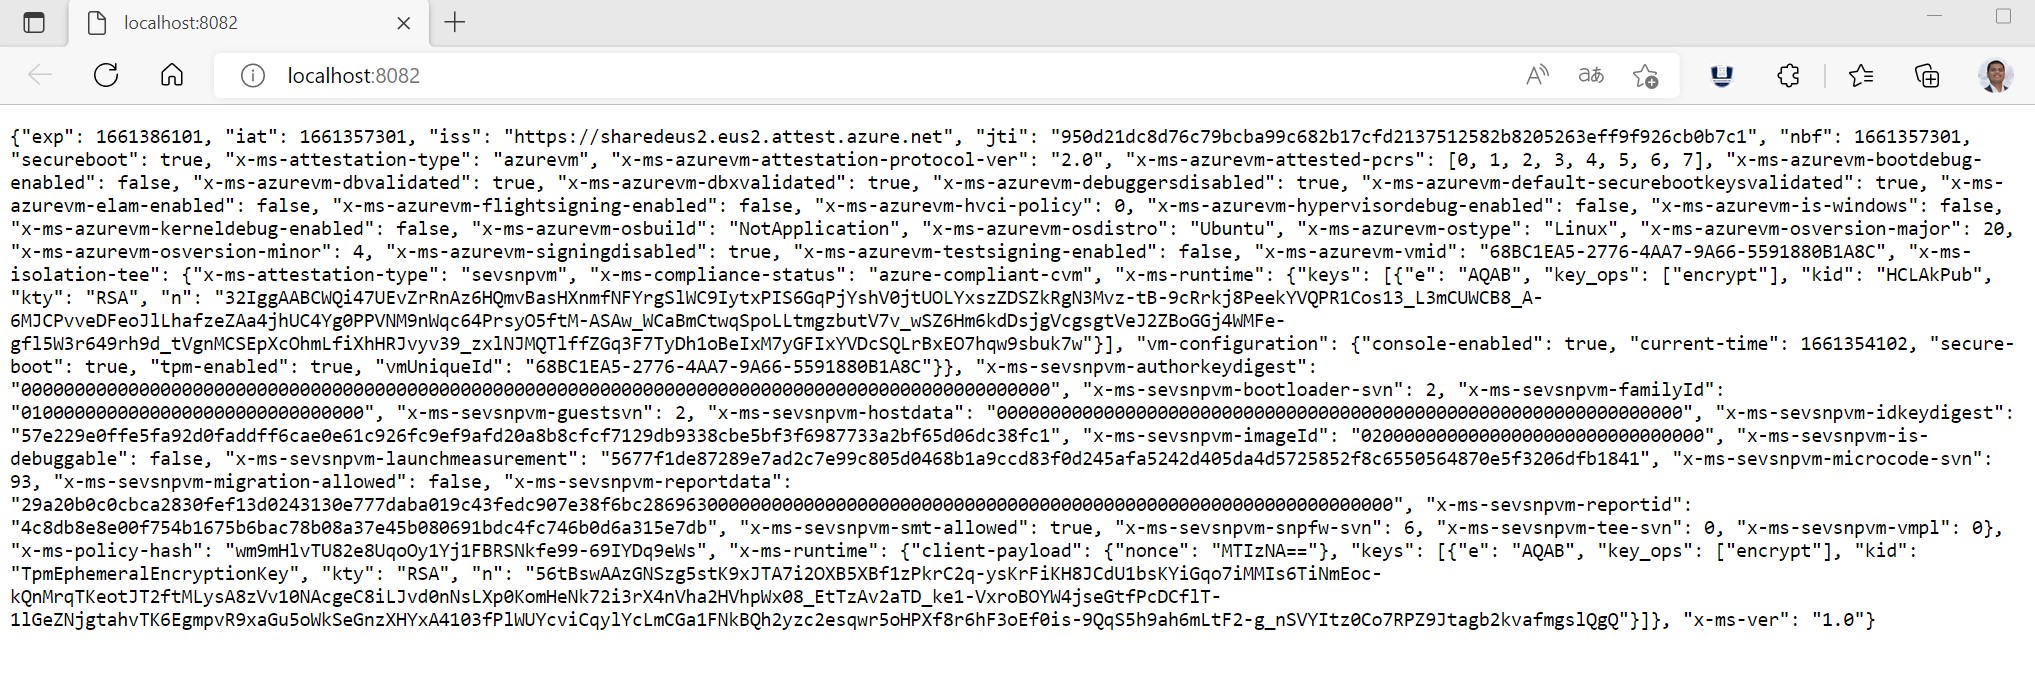 localhost:8082
localhost:8082
{"exp": 1661386101, "iat": 1661357301, "iss": "https://sharedeus2.eus2.attest.azure.net", "jti": "950d21dc8d76c79bcba99c682b17cfd2137512582b8205263eff9f926cb0b7c1", "nbf": 1661357301,
"secureboot": true, "x-ms-attestation-type": "azurevm", "x-ms-azurevm-attestation-protocol-ver": "2.0", "x-ms-azurevm-attested-pcrs": [0, 1, 2, 3, 4, 5, 6, 7], "x-ms-azurevm-bootdebug-
enabled": false, "x-ms-azurevm-dbvalidated": true, "x-ms-azurevm-dbxvalidated": true, "x-ms-azurevm-debuggersdisabled": true, "x-ms-azurevm-default-securebootkeysvalidated": true, "x-ms-
azurevm-elam-enabled": false, "x-ms-azurevm-flightsigning-enabled": false, "x-ms-azurevm-hvci-policy": 0, "x-ms-azurevm-hypervisordebug-enabled": false, "x-ms-azurevm-is-windows": false,
"x-ms-azurevm-kerneldebug-enabled": false, "x-ms-azurevm-osbuild": "NotApplication", "x-ms-azurevm-osdistro": "Ubuntu", "x-ms-azurevm-ostype": "Linux", "x-ms-azurevm-osversion-major": 20,
"x-ms-azurevm-osversion-minor": 4, "x-ms-azurevm-signingdisabled": true, "x-ms-azurevm-testsigning-enabled": false, "x-ms-azurevm-vmid": "68BC1EA5-2776-4AA7-9A66-5591880B1A8C", "x-ms-
isolation-tee": {"x-ms-attestation-type": "sevsnpvm", "x-ms-compliance-status": "azure-compliant-cvm", "x-ms-runtime": {"keys": [{"e": "AQAB", "key_ops": ["encrypt"], "kid": "HCLAkPub",
"kty": "RSA", "n": "32IggAABCWQi47UEvZrRnAz6HQmvBasHXnmfNFYrgSlWC9IytxPIS6GqPjYshV0jtUOLYxszZDSZkRgN3Mvz-tB-9cRrkj8PeekYVQPR1Cos13_L3mCUWCB8_A-
6MJCPvveDFeoJlLhafzeZAa4jhUC4Yg0PPVNM9nWqc64PrsyO5ftM-ASAw_WCaBmCtwqSpoLLtmgzbutV7v_wSZ6Hm6kdDsjgVcgsgtVeJ2ZBoGGj4WMFe-
gfl5W3r649rh9d_tVgnMCSEpXcOhmLfiXhHRJvyv39_zxlNJMQTlffZGq3F7TyDh1oBeIxM7yGFIxYVDcSQLrBxEO7hqw9sbuk7w"}], "vm-configuration": {"console-enabled": true, "current-time": 1661354102, "secure-
boot": true, "tpm-enabled": true, "vmUniqueId": "68BC1EA5-2776-4AA7-9A66-5591880B1A8C"}}, "x-ms-sevsnpvm-authorkeydigest":
"000000000000000000000000000000000000000000000000000000000000000000000000000000000000000000000000", "x-ms-sevsnpvm-bootloader-svn": 2, "x-ms-sevsnpvm-familyId":
"01000000000000000000000000000000", "x-ms-sevsnpvm-guestsvn": 2, "x-ms-sevsnpvm-hostdata": "0000000000000000000000000000000000000000000000000000000000000000", "x-ms-sevsnpvm-idkeydigest":
"57e229e0ffe5fa92d0faddff6cae0e61c926fc9ef9afd20a8b8cfcf7129db9338cbe5bf3f6987733a2bf65d06dc38fc1", "x-ms-sevsnpvm-imageId": "02000000000000000000000000000000", "x-ms-sevsnpvm-is-
debuggable": false, "x-ms-sevsnpvm-launchmeasurement": "5677f1de87289e7ad2c7e99c805d0468b1a9ccd83f0d245afa5242d405da4d5725852f8c6550564870e5f3206dfb1841", "x-ms-sevsnpvm-microcode-svn":
93, "x-ms-sevsnpvm-migration-allowed": false, "x-ms-sevsnpvm-reportdata":
"29a20b0c0cbca2830fef13d0243130e777daba019c43fedc907e38f6bc2869630000000000000000000000000000000000000000000000000000000000000000", "x-ms-sevsnpvm-reportid":
"4c8db8e8e00f754b1675b6bac78b08a37e45b080691bdc4fc746b0d6a315e7db", "x-ms-sevsnpvm-smt-allowed": true, "x-ms-sevsnpvm-snpfw-svn": 6, "x-ms-sevsnpvm-tee-svn": 0, "x-ms-sevsnpvm-vmpl": 0},
"x-ms-policy-hash": "wm9mHlvTU82e8UqoOy1Yj1FBRSNkfe99-69IYDq9eWs", "x-ms-runtime": {"client-payload": {"nonce": "MTIzNA=="}, "keys": [{"e": "AQAB", "key_ops": ["encrypt"], "kid":
"TpmEphemeralEncryptionKey", "kty": "RSA", "n": "56tBswAAzGNSzg5stK9xJTA7i2OXB5XBf1zPkrC2q-ysKrFiKH8JCdU1bsKYiGqo7iMMIs6TiNmEoc-
kQnMrqTKeotJT2ftMLysA8zVv10NAcgeC8iLJvd0nNsLXp0KomHeNk72i3rX4nVha2HVhpWx08_EtTzAv2aTD_ke1-VxroBOYW4jseGtfPcDCflT-
1lGeZNjgtahvTK6EgmpvR9xaGu5oWkSeGnzXHYxA4103fPlWUYcviCqylYcLmCGa1FNkBQh2yzc2esqwr5oHPXf8r6hF3oEf0is-9QqS5h9ah6mLtF2-g_nSVYItz0Co7RPZ9Jtagb2kvafmgslQgQ"}]}, "x-ms-ver": "1.0"}